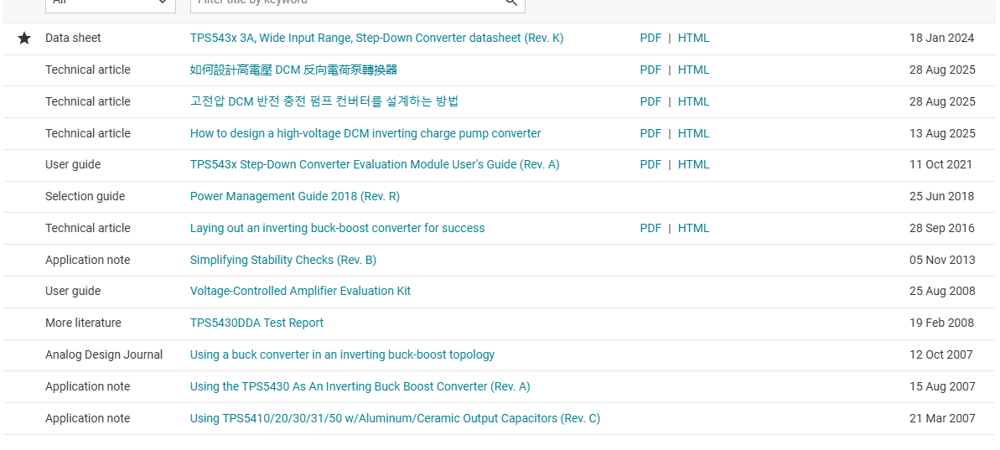 All Filter title by keyword
Data sheet TPS543x 3A, Wide Input Range, Step-Down Converter datasheet (Rev. K) PDF | HTML 18 Jan 2024
Technical article 如何設計高電壓 DCM 反向電荷泵轉換器 PDF | HTML 28 Aug 2025
Technical article 고전압 DCM 반전 충전 펌프 컨버터를 설계하는 방법 PDF | HTML 28 Aug 2025
Technical article How to design a high-voltage DCM inverting charge pump converter PDF | HTML 13 Aug 2025
User guide TPS543x Step-Down Converter Evaluation Module User's Guide (Rev. A) PDF | HTML 11 Oct 2021
Selection guide Power Management Guide 2018 (Rev. R) 25 Jun 2018
Technical article Laying out an inverting buck-boost converter for success PDF | HTML 28 Sep 2016
Application note Simplifying Stability Checks (Rev. B) 05 Nov 2013
User guide Voltage-Controlled Amplifier Evaluation Kit 25 Aug 2008
More literature TPS5430DDA Test Report 19 Feb 2008
Analog Design Journal Using a buck converter in an inverting buck-boost topology 12 Oct 2007
Application note Using the TPS5430 As An Inverting Buck Boost Converter (Rev. A) 15 Aug 2007
Application note Using TPS5410/20/30/31/50 w/Aluminum/Ceramic Output Capacitors (Rev. C) 21 Mar 2007